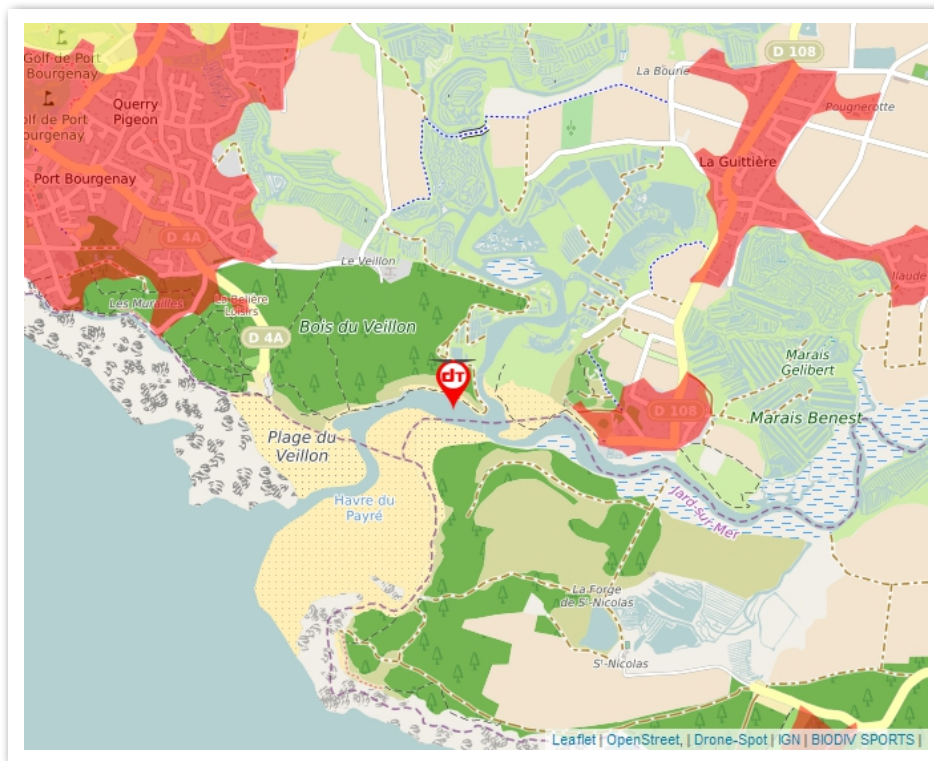 D 108
Golf de Port
Bourgenay
La Bourie
Querry
Pigeon
Pougnerotte
olf de Port
ourgenay
La Guittière
Port Bourgenay
D 4A
Le Veillon
Les Murailles
La Belière
Loisirs
Bois du Veillon
D 4A
Marais
Gelibert
dT
D 108
Marais Benest
Plage du
Veillon
Havre du
Payré
Jard-sur-Mer
La Forge
de St-Nicolas
St-Nicolas
Leaflet | OpenStreet, | Drone-Spot | IGN | BIODIV SPORTS |